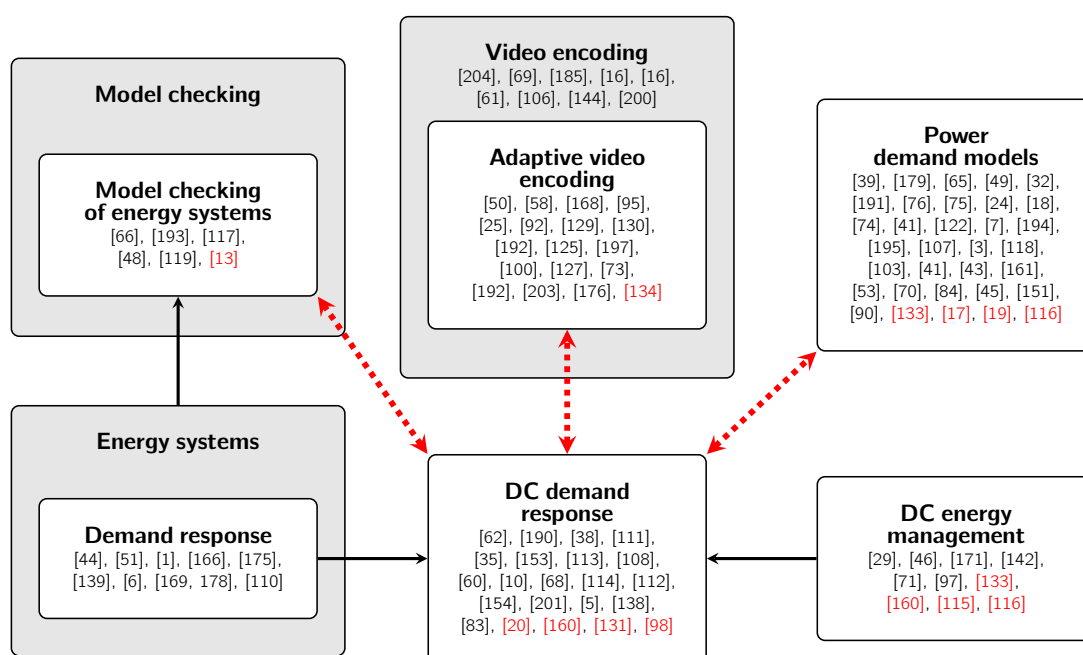 Model checking
Model checking
of energy systems
[66], [193], [117],
[48], [119], [13]
Video encoding
[204], [69], [185], [16], [16],
[61], [106], [144], [200]
Adaptive video
encoding
[50], [58], [168], [95],
[25], [92], [129], [130],
[192], [125], [197],
[100], [127], [73],
[192], [203], [176], [134]
Power
demand models
[39], [179], [65], [49], [32],
[191], [76], [75], [24], [18],
[74], [41], [122], [7], [194],
[195], [107], [3], [118],
[103], [41], [43], [161],
[53], [70], [84], [45], [151],
[90], [133], [17], [19], [116]
Energy systems
Demand response
[44], [51], [1], [166], [175],
[139], [6], [169, 178], [110]
DC demand
response
[62], [190], [38], [111],
[35], [153], [113], [108],
[60], [10], [68], [114], [112],
[154], [201], [5], [138],
[83], [20], [160], [131], [98]
DC energy
management
[29], [46], [171], [142],
[71], [97], [133],
[160], [115], [116]